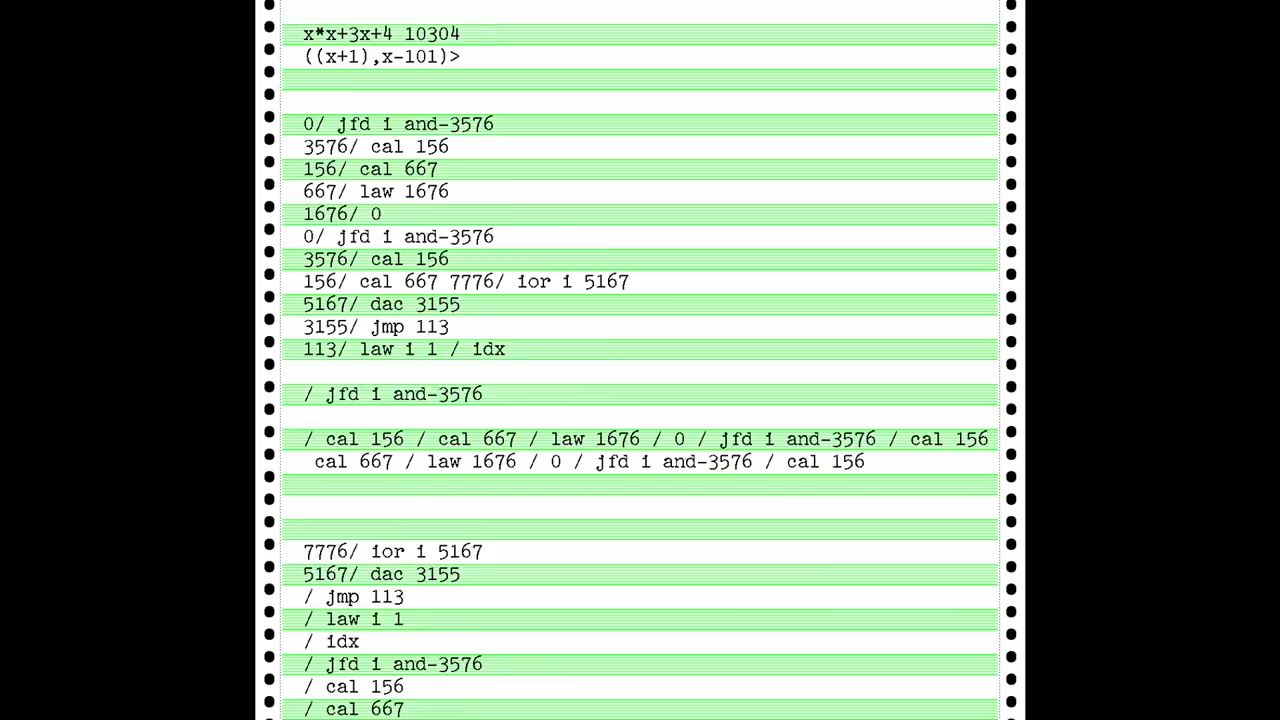 x*x+3x+4 10304
((x+1),x-101)>
0/ jfd i and-3576
3576/ cal 156
156/ cal 667
667/ law 1676
1676/ 0
0/ jfd i and-3576
3576/ cal 156
156/ cal 667 7776/ ior i 5167
5167/ dac 3155
3155/ jmp 113
113/ law i 1 / idx
/ jfd i and-3576
/ cal 156 / cal 667 / law 1676 / 0 / jfd i and-3576 / cal 156
cal 667 / law 1676 / 0 / jfd i and-3576 / cal 156
7776/ ior i 5167
5167/ dac 3155
/ jmp 113
/ law i 1
/ idx
/ jfd i and-3576
/ cal 156
/ cal 667